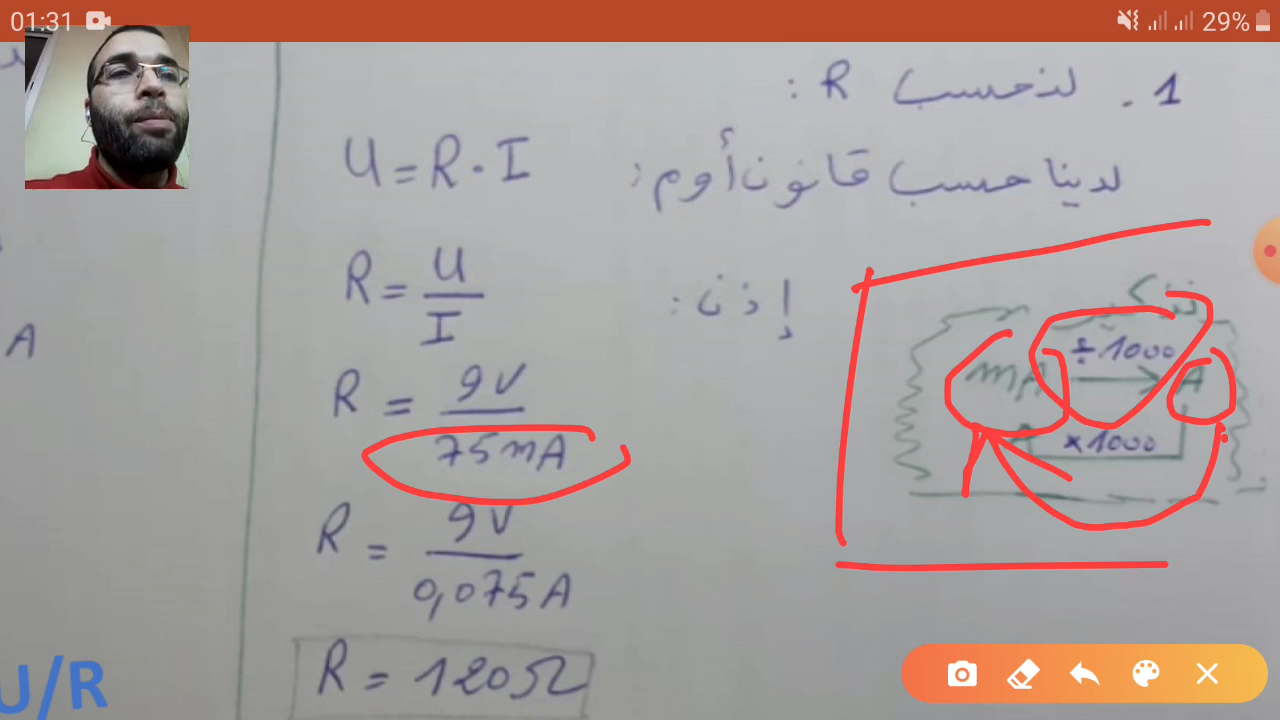 01:31
29%
1. لنحسب R :
لدينا حسب قانون أوم : U = R . I
إذن : R = U / I
R = 9V / 75mA
R = 9V / 0,075A
R = 120Ω
تذكير
mA ÷1000 A
×1000
A
U/R